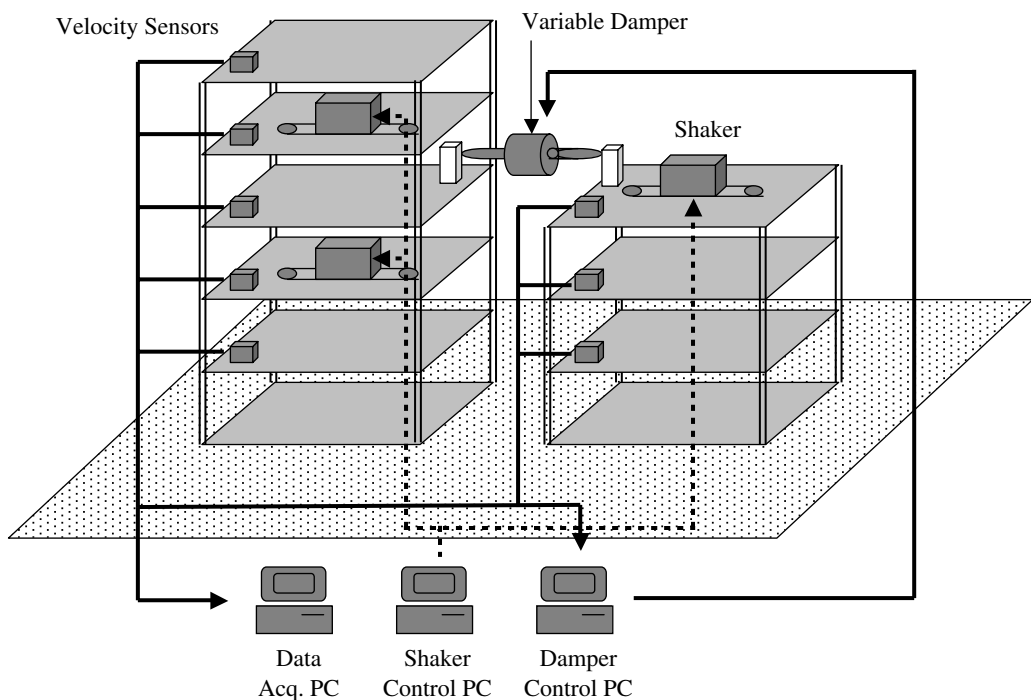 Variable Damper
Velocity Sensors
Shaker
Data
Acq. PC
Shaker
Control PC
Damper
Control PC